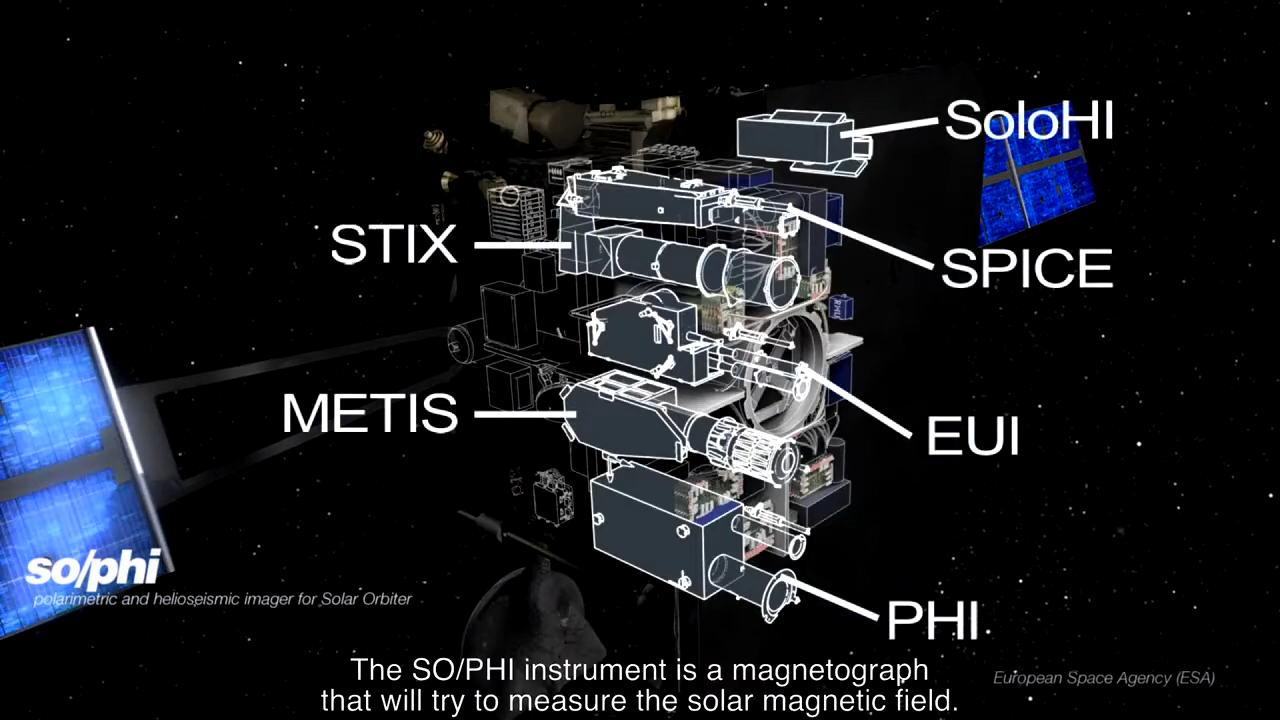 SoloHI
STIX
SPICE
METIS
EUI
so/phi
polarimetric and helioseismic imager for Solar Orbiter
PHI
The SO/PHI instrument is a magnetograph
that will try to measure the solar magnetic field.
European Space Agency (ESA)